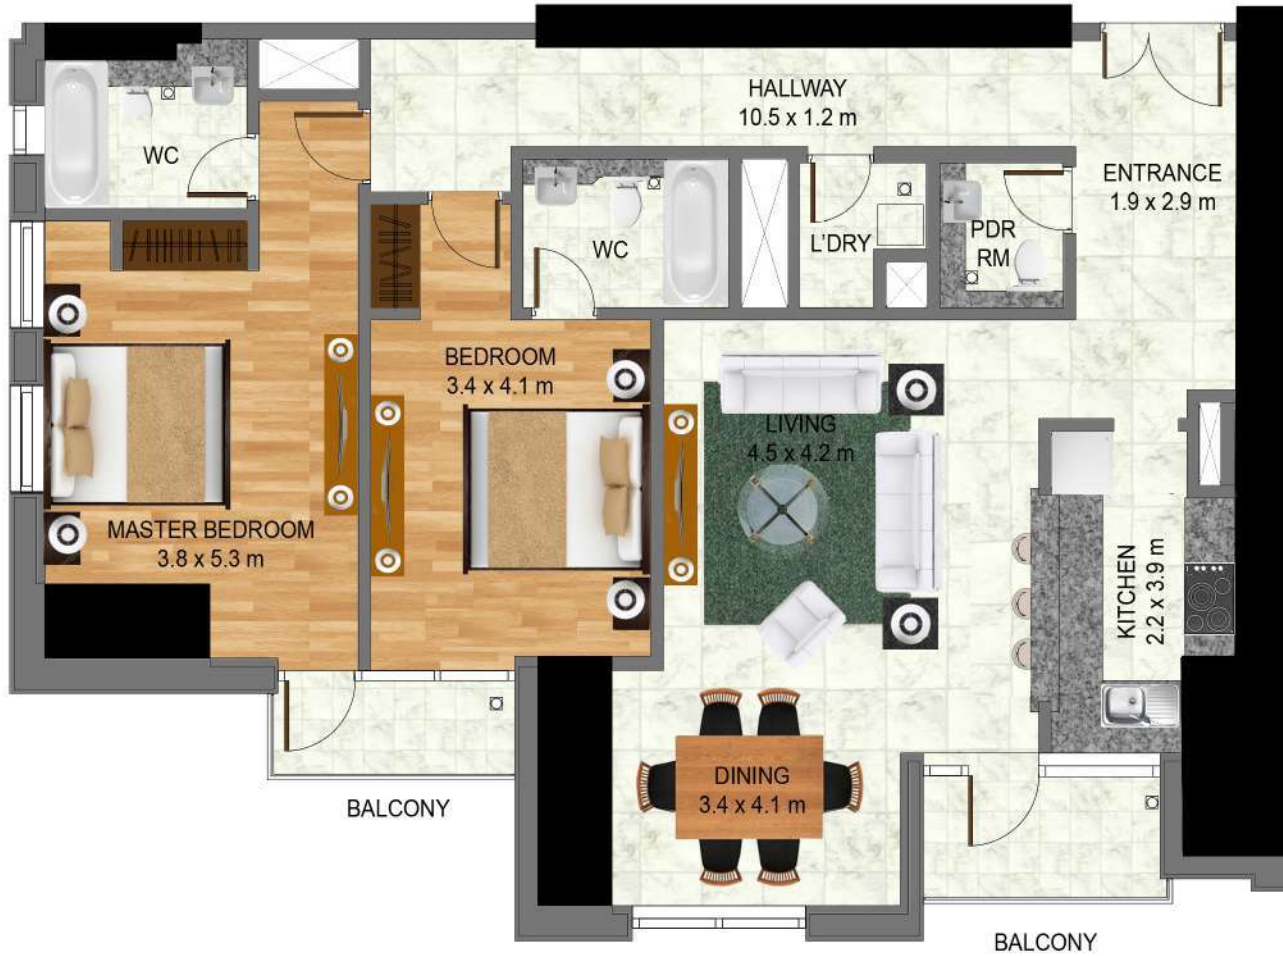 HALLWAY
10.5 x 1.2 m
WC
ENTRANCE
1.9 x 2.9 m
WC
L'DRY
PDR
RM
BEDROOM
3.4 x 4.1 m
LIVING
4.5 x 4.2 m
MASTER BEDROOM
3.8 x 5.3 m
KITCHEN
2.2 x 3.9 m
DINING
3.4 x 4.1 m
BALCONY
BALCONY